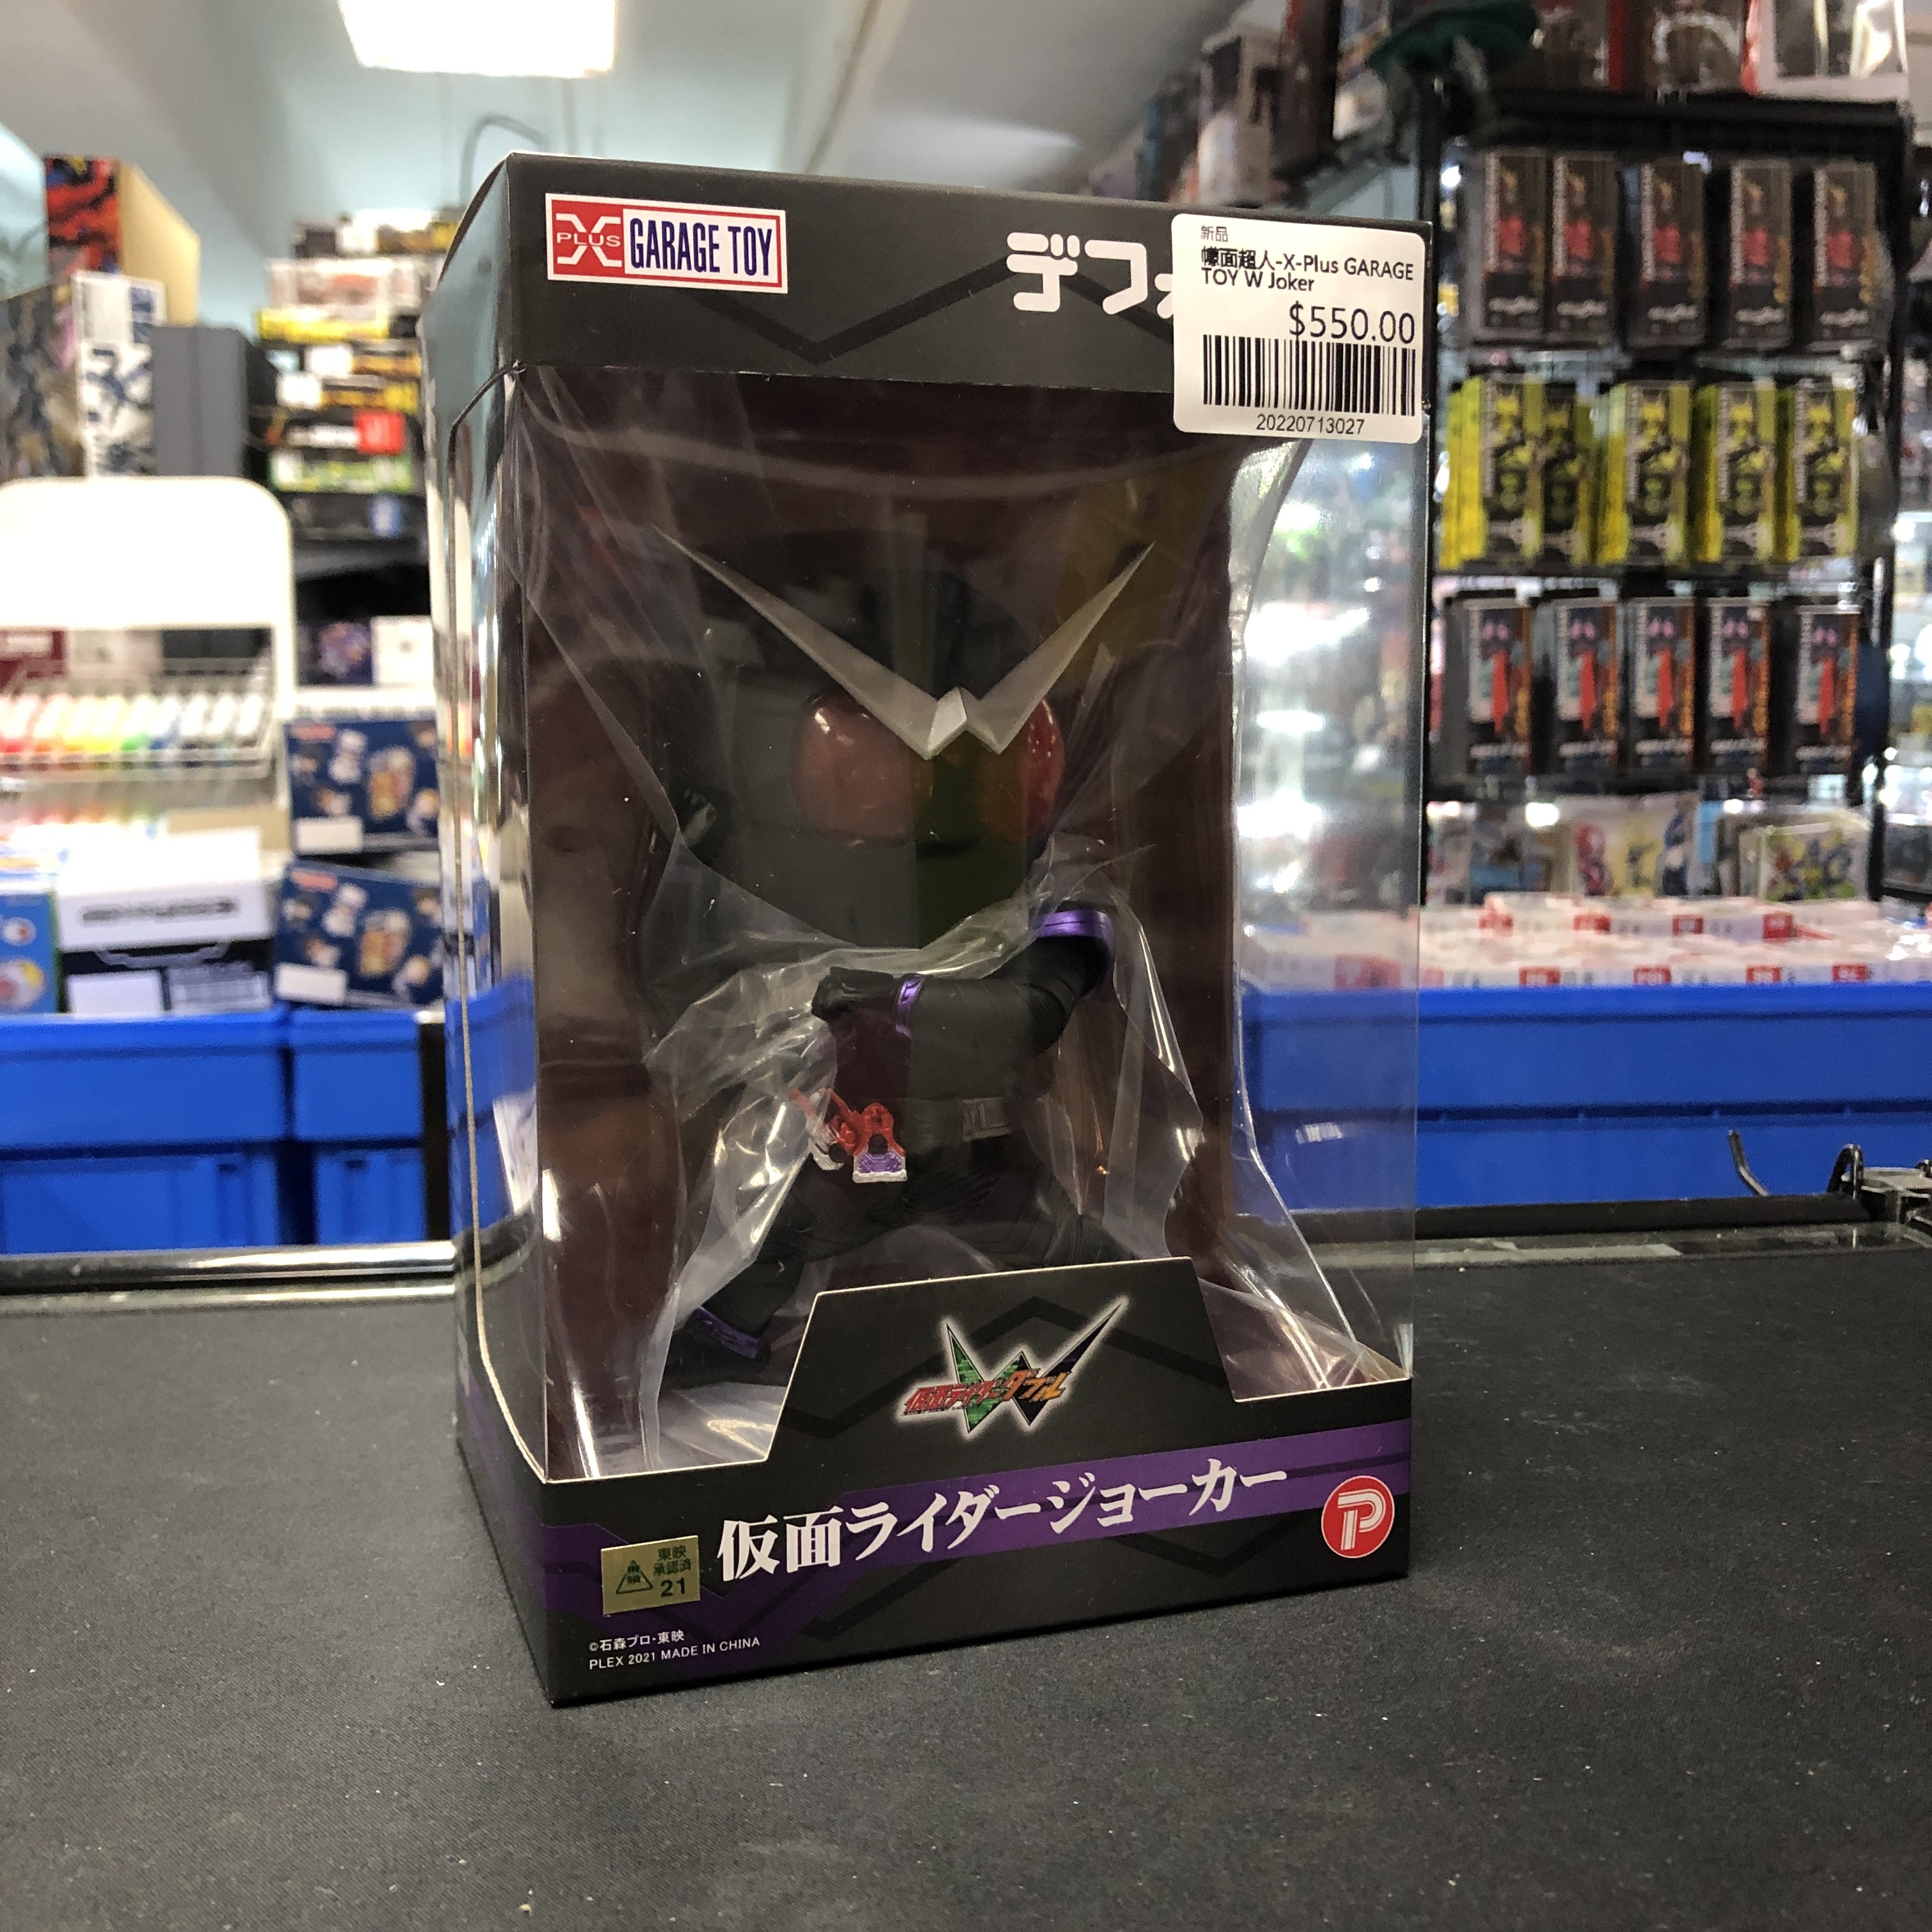 X PLUS GARAGE TOY
デフォ
新品
幪面超人-X-Plus GARAGE
TOY W Joker
$550.00
20220713027
仮面ライダーダブル
仮面ライダージョーカー
P
東映
承認済
21
©石森プロ・東映
PLEX 2021 MADE IN CHINA